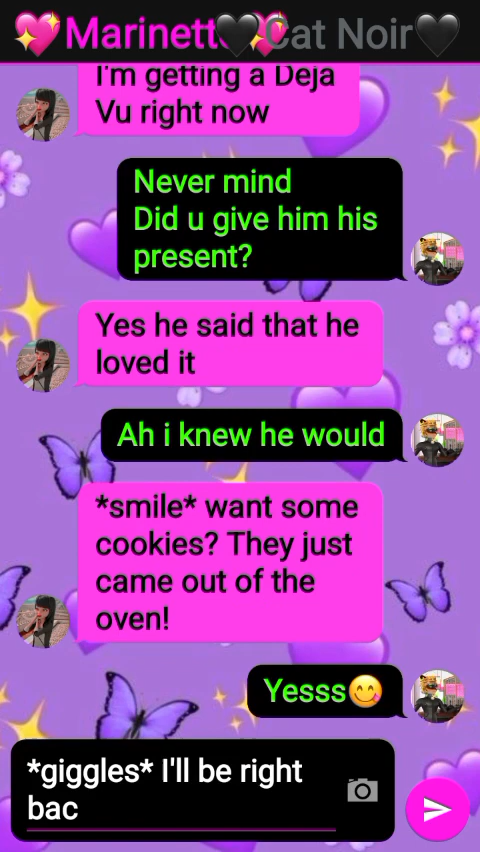 💖Marinett🖤💖Cat Noir🖤
I'm getting a Deja
Vu right now
Never mind
Did u give him his
present?
Yes he said that he
loved it
Ah i knew he would
*smile* want some
cookies? They just
came out of the
oven!
Yesss😋
*giggles* I'll be right
bac